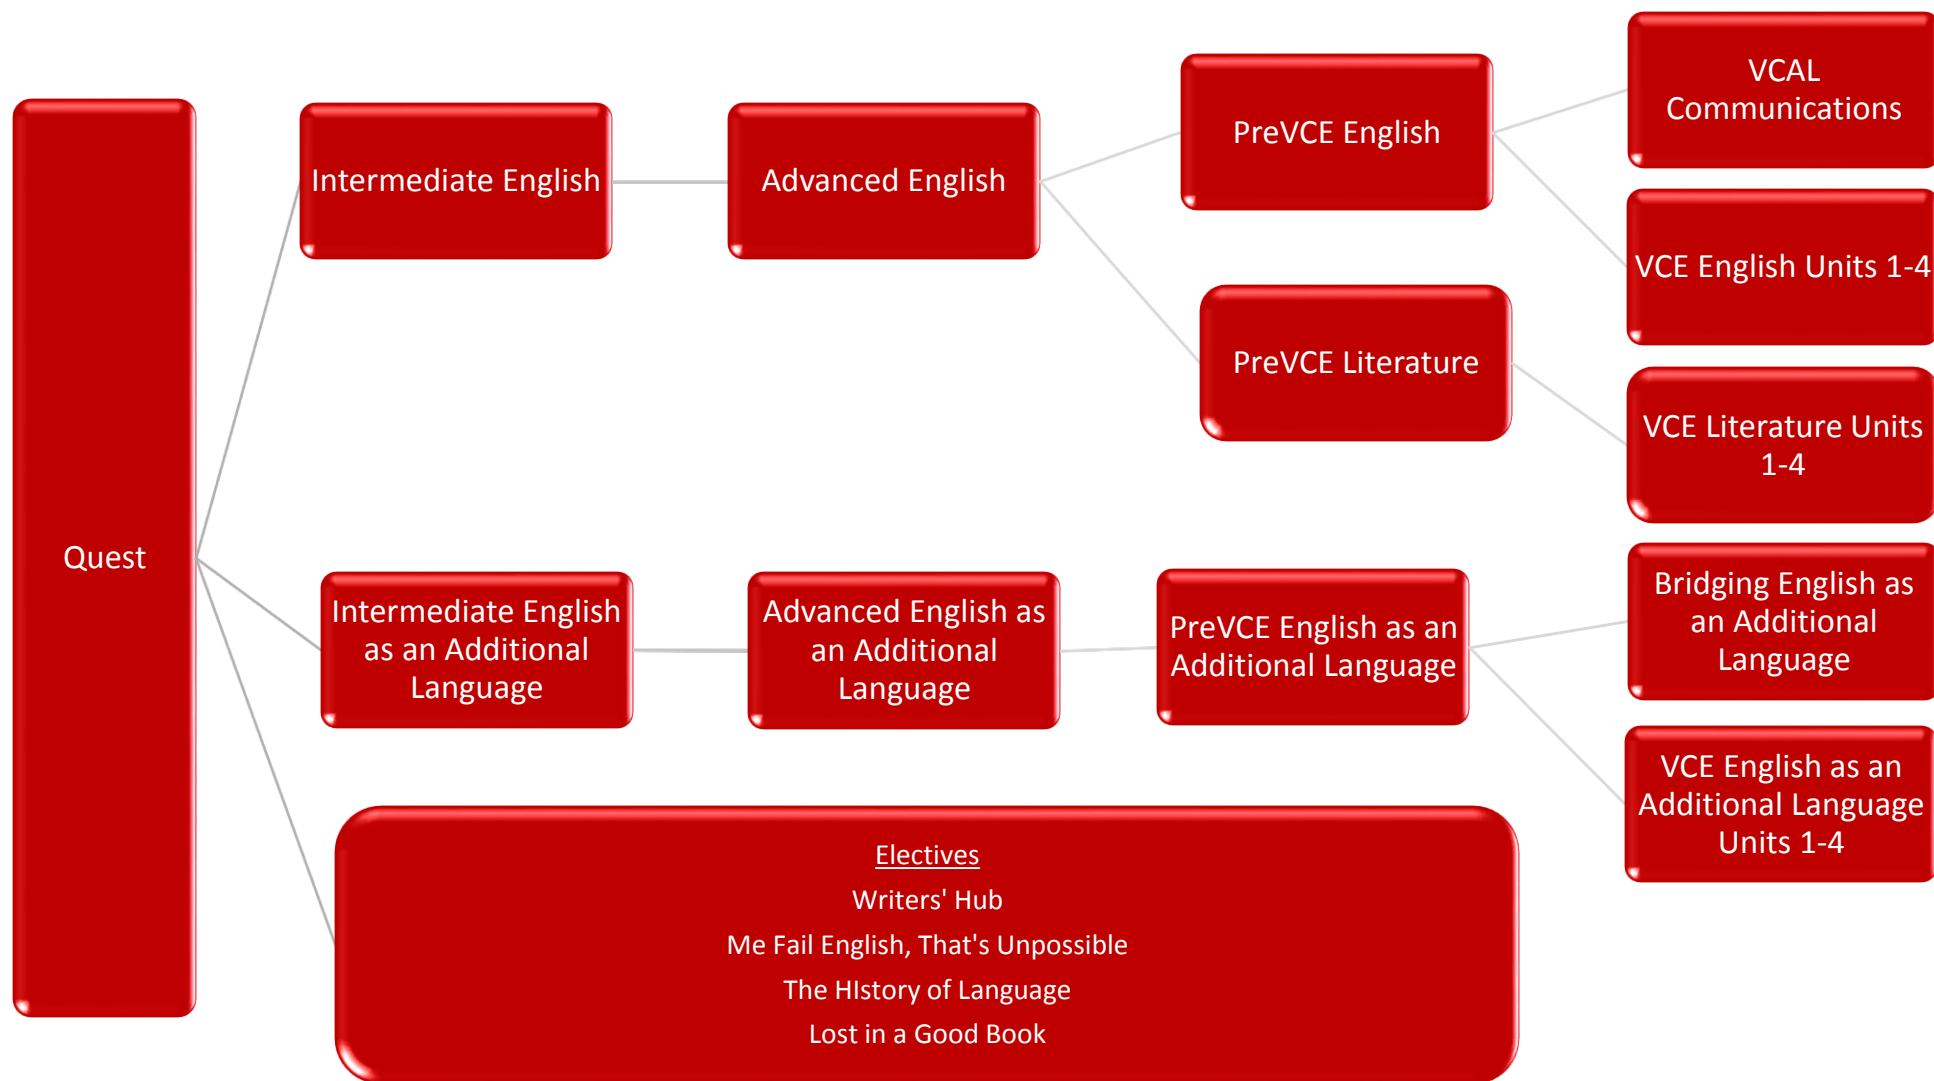 Quest
Intermediate English
Advanced English
PreVCE English
VCAL
Communications
VCE English Units 1-4
PreVCE Literature
VCE Literature Units
1-4
Intermediate English
as an Additional
Language
Advanced English as
an Additional
Language
PreVCE English as an
Additional Language
Bridging English as
an Additional
Language
VCE English as an
Additional Language
Units 1-4
Electives
Writers' Hub
Me Fail English, That's Unpossible
The HIstory of Language
Lost in a Good Book